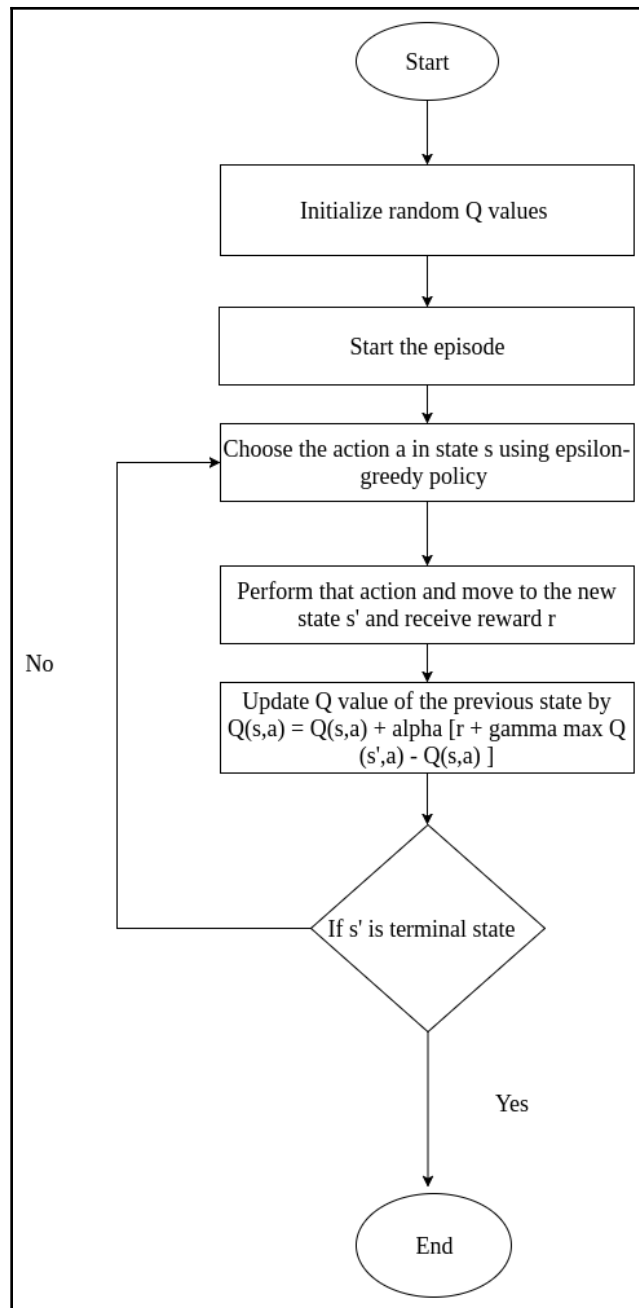 Start
Initialize random Q values
Start the episode
Choose the action a in state s using epsilon-
greedy policy
Perform that action and move to the new
state s' and receive reward r
No
Update Q value of the previous state by
Q(s,a) = Q(s,a) + alpha [r + gamma max Q
(s',a) - Q(s,a) ]
If s' is terminal state
Yes
End